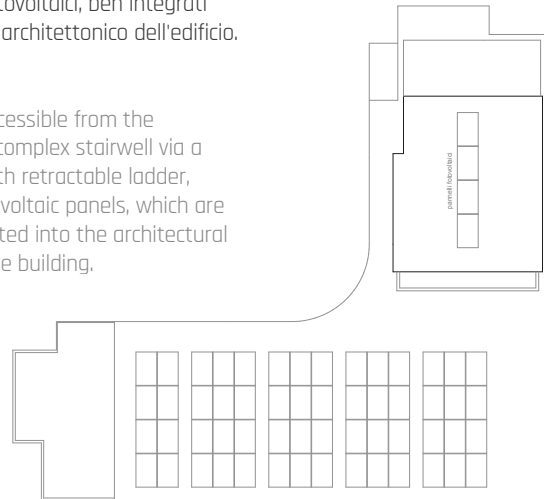 tovoltaici, ben integrati
architettonico dell'edificio.
cessible from the
complex stairwell via a
th retractable ladder,
voltaic panels, which are
ted into the architectural
e building.
pannelli fotovoltaici